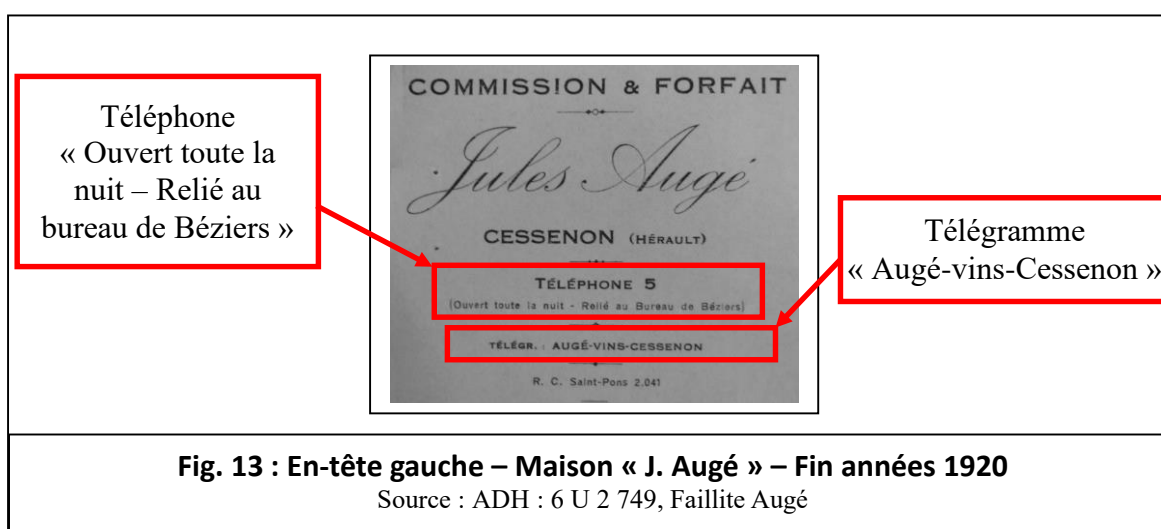 Téléphone
« Ouvert toute la
nuit – Relié au
bureau de Béziers »
COMMISSION & FORFAIT
Jules Augé
CESSENON (HÉRAULT)
TÉLÉPHONE 5
(Ouvert toute la nuit - Relié au Bureau de Béziers)
TÉLÉGR. : AUGÉ-VINS-CESSENON
R. C. Saint-Pons 2.041
Télégramme
« Augé-vins-Cessenon »
Fig. 13 : En-tête gauche – Maison « J. Augé » – Fin années 1920
Source : ADH : 6 U 2 749, Faillite Augé